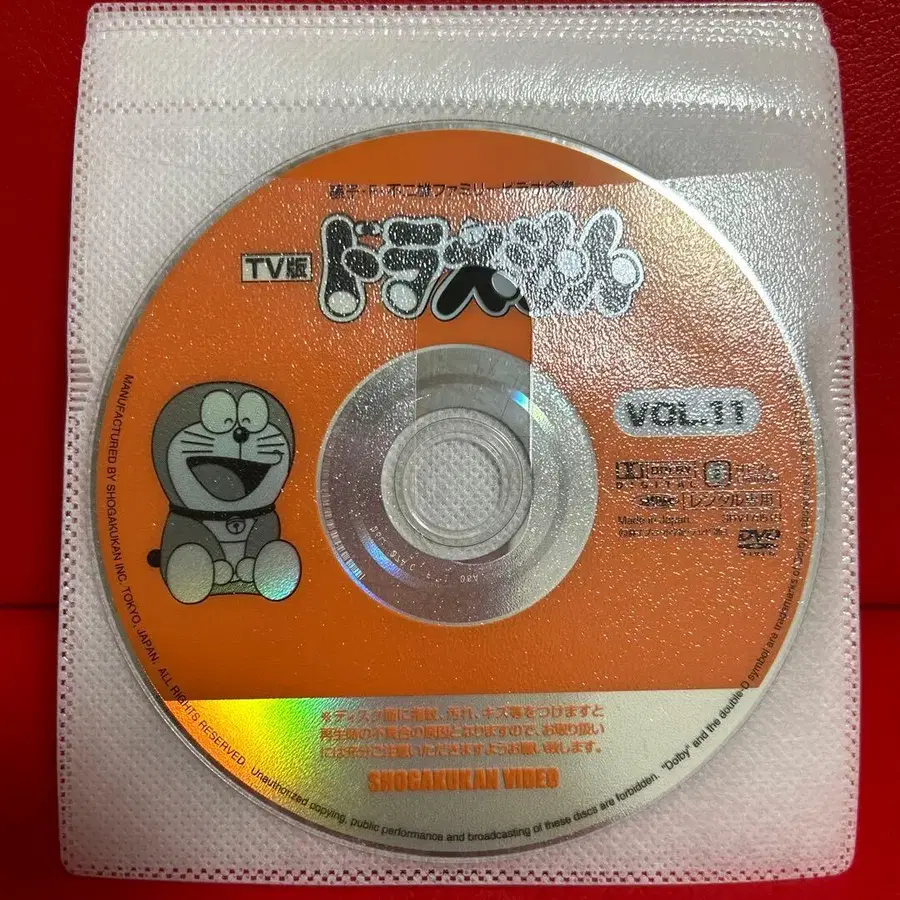 藤子・F・不二雄ファミリービデオ全集
TV版
ドラえもん
VOL.11
DOLBY
DIGITAL
レンタル専用
Made in Japan
DVD
※ディスク面に指紋、汚れ、キズ等をつけますと
再生時の不具合の原因となりますので、お取り扱い
には充分ご注意いただきますようお願い致します。
SHOGAKUKAN VIDEO
MANUFACTURED BY SHOGAKUKAN INC. TOKYO, JAPAN. ALL RIGHTS RESERVED. Unauthorized copying, public performance and broadcasting of these discs are forbidden. "Dolby" and the double-D symbol are trademarks of Dolby